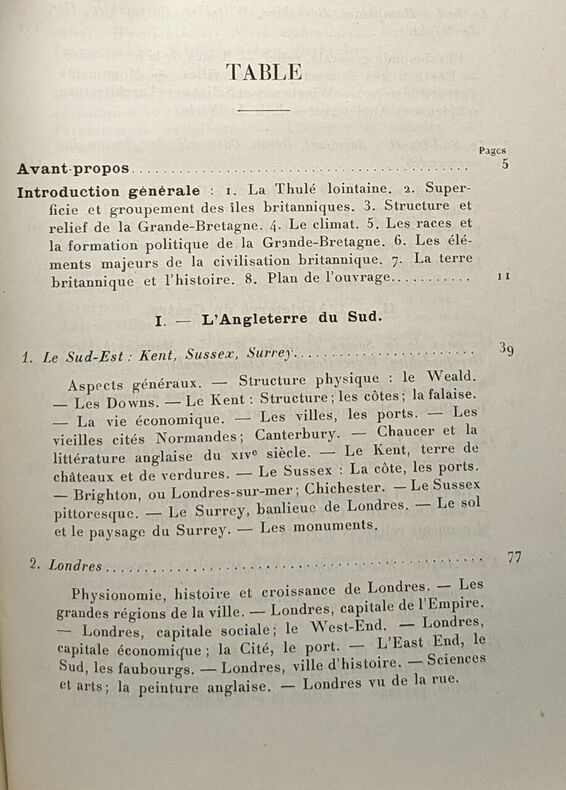 TABLE
Pages
Avant-propos........................................ 5
Introduction générale : 1. La Thulé lointaine. 2. Super-
ficie et groupement des îles britanniques. 3. Structure et
relief de la Grande-Bretagne. 4. Le climat. 5. Les races et
la formation politique de la Grande-Bretagne. 6. Les élé-
ments majeurs de la civilisation britannique. 7. La terre
britannique et l'histoire. 8. Plan de l'ouvrage........... 11
I. — L'Angleterre du Sud.
1. Le Sud-Est : Kent, Sussex, Surrey........................ 39
Aspects généraux. — Structure physique : le Weald.
— Les Downs. — Le Kent : Structure; les côtes; la falaise.
— La vie économique. — Les villes, les ports. — Les
vieilles cités Normandes; Canterbury. — Chaucer et la
littérature anglaise du XIVe siècle. — Le Kent, terre de
châteaux et de verdures. — Le Sussex : La côte, les ports.
— Brighton, ou Londres-sur-mer; Chichester. — Le Sussex
pittoresque. — Le Surrey, banlieue de Londres. — Le sol
et le paysage du Surrey. — Les monuments.
2. Londres................................................ 77
Physionomie, histoire et croissance de Londres. — Les
grandes régions de la ville. — Londres, capitale de l'Empire.
— Londres, capitale sociale; le West-End. — Londres,
capitale économique; la Cité, le port. — L'East End, le
Sud, les faubourgs. — Londres, ville d'histoire. — Sciences
et arts; la peinture anglaise. — Londres vu de la rue.